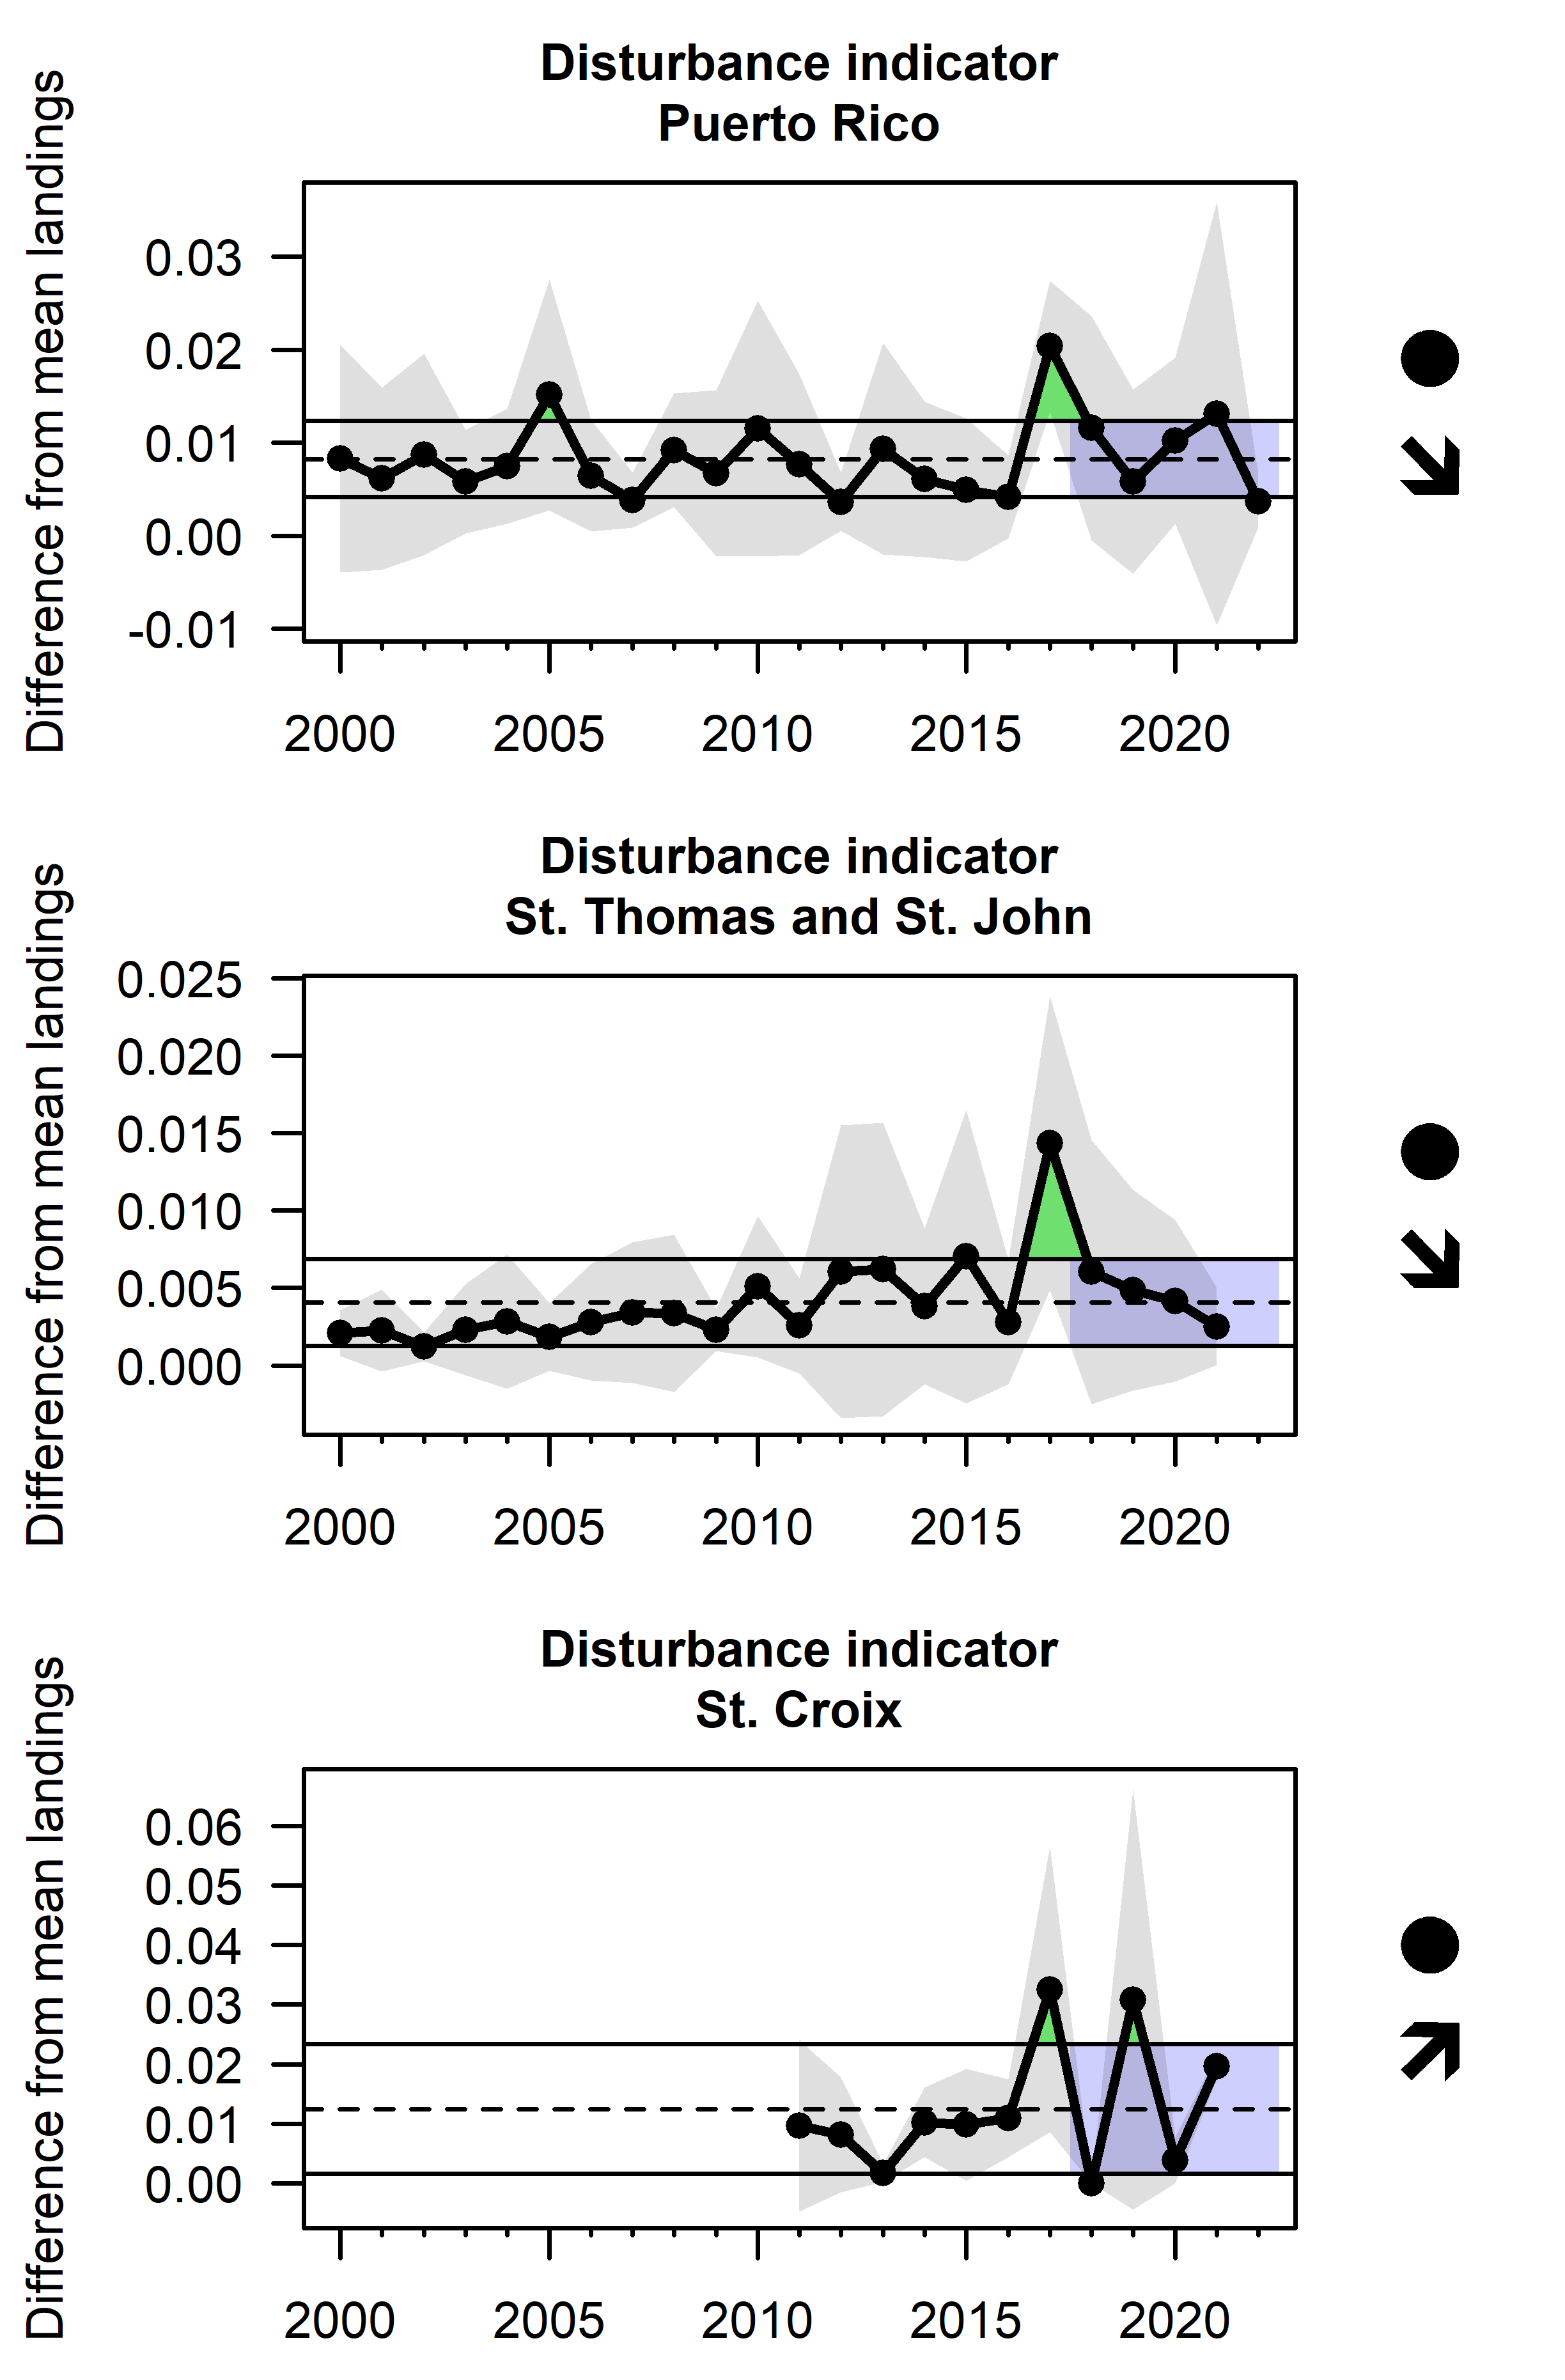 Disturbance indicator
Puerto Rico
Difference from mean landings
0.03
0.02
0.01
0.00
-0.01
2000 2005 2010 2015 2020
Disturbance indicator
St. Thomas and St. John
Difference from mean landings
0.025
0.020
0.015
0.010
0.005
0.000
2000 2005 2010 2015 2020
Disturbance indicator
St. Croix
Difference from mean landings
0.06
0.05
0.04
0.03
0.02
0.01
0.00
2000 2005 2010 2015 2020